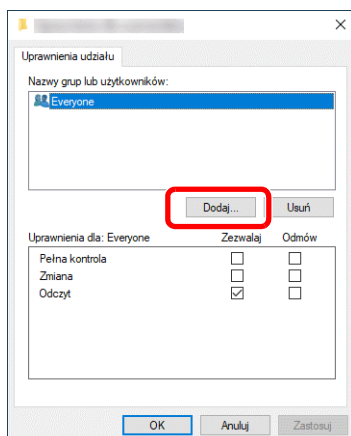 Uprawnienia udziału
Nazwy grup lub użytkowników:
Everyone
Dodaj...
Usuń
Uprawnienia dla: Everyone Zezwalaj Odmów
Pełna kontrola
Zmiana
Odczyt
OK Anuluj Zastosuj